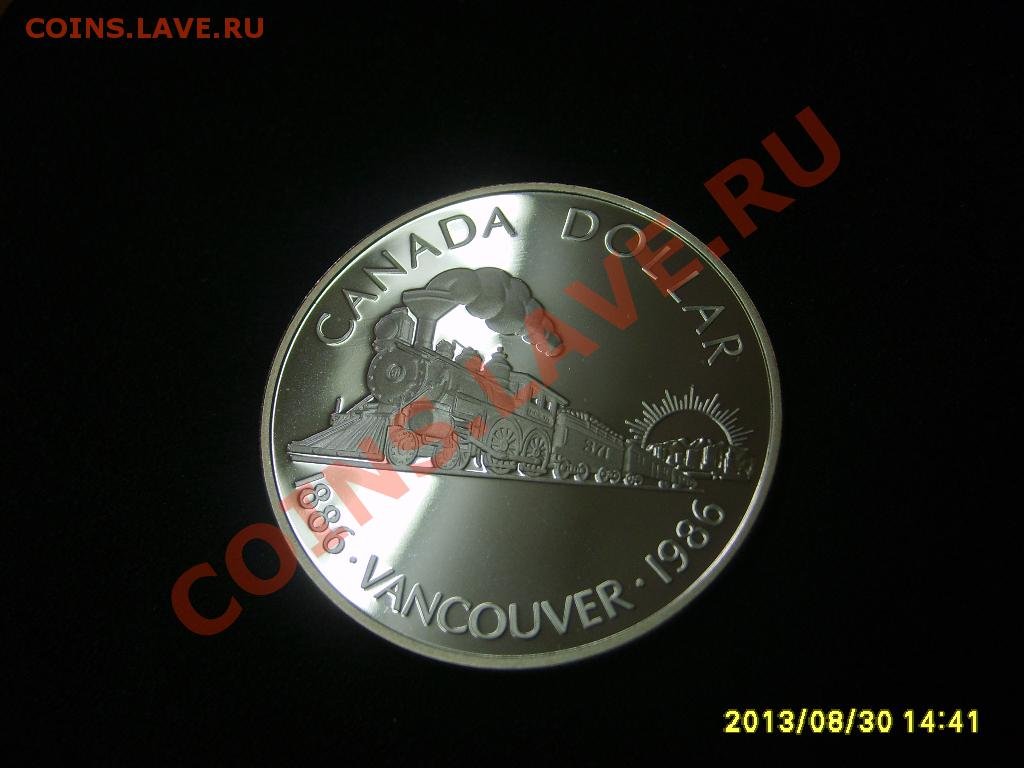 COINS.LAVE.RU
CANADA DOLLAR
371
1886 · VANCOUVER · 1986
COINS.LAVE.RU
2013/08/30 14:41